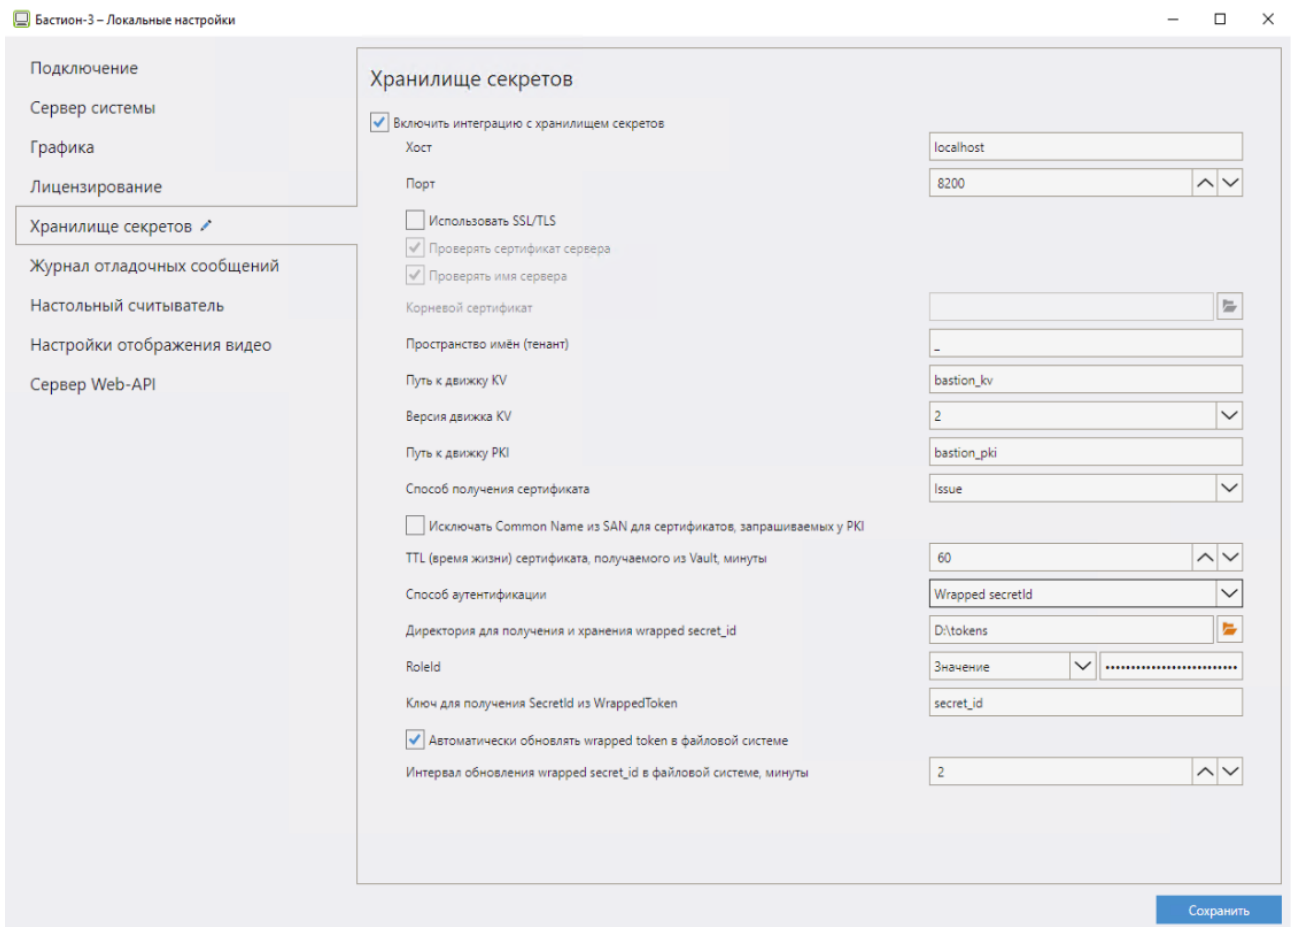 Бастион-3 – Локальные настройки
Подключение
Сервер системы
Графика
Лицензирование
Хранилище секретов
Журнал отладочных сообщений
Настольный считыватель
Настройки отображения видео
Сервер Web-API
Хранилище секретов
Включить интеграцию с хранилищем секретов
Хост localhost
Порт 8200
Использовать SSL/TLS
Проверять сертификат сервера
Проверять имя сервера
Корневой сертификат
Пространство имён (тенант) _
Путь к движку KV bastion_kv
Версия движка KV 2
Путь к движку PKI bastion_pki
Способ получения сертификата Issue
Исключать Common Name из SAN для сертификатов, запрашиваемых у PKI
TTL (время жизни) сертификата, получаемого из Vault, минуты 60
Способ аутентификации Wrapped secretId
Директория для получения и хранения wrapped secret_id D:\tokens
RoleId Значение
Ключ для получения SecretId из WrappedToken secret_id
Автоматически обновлять wrapped token в файловой системе
Интервал обновления wrapped secret_id в файловой системе, минуты 2
Сохранить